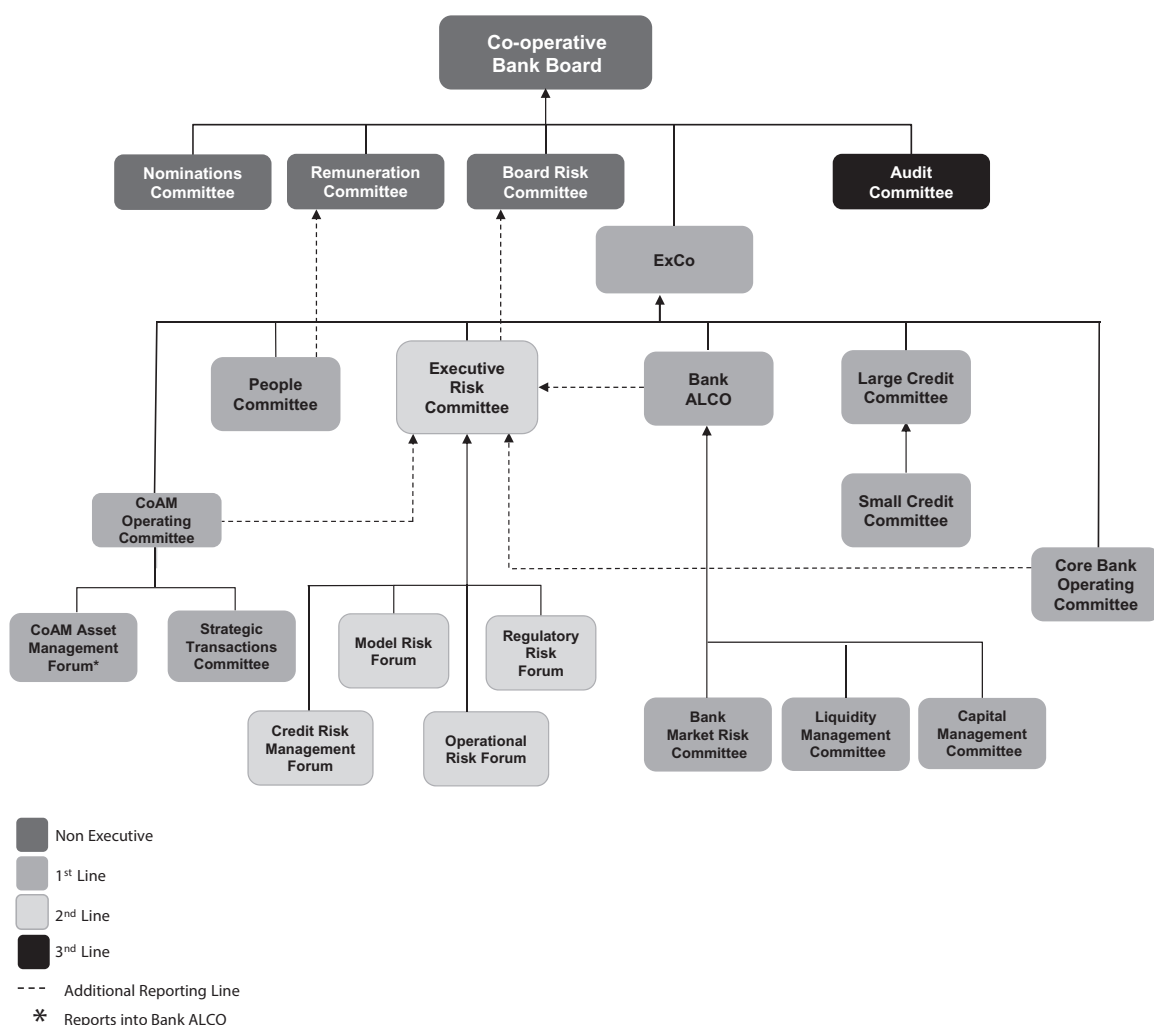 Co-operative
Bank Board
Nominations
Committee
Remuneration
Committee
Board Risk
Committee
Audit
Committee
ExCo
People
Committee
Executive
Risk
Committee
Bank
ALCO
Large Credit
Committee
Small Credit
Committee
CoAM
Operating
Committee
Core Bank
Operating
Committee
CoAM Asset
Management
Forum*
Strategic
Transactions
Committee
Model Risk
Forum
Regulatory
Risk
Forum
Credit Risk
Management
Forum
Operational
Risk Forum
Bank
Market Risk
Committee
Liquidity
Management
Committee
Capital
Management
Committee
Non Executive
1st Line
2nd Line
3nd Line
--- Additional Reporting Line
* Reports into Bank ALCO